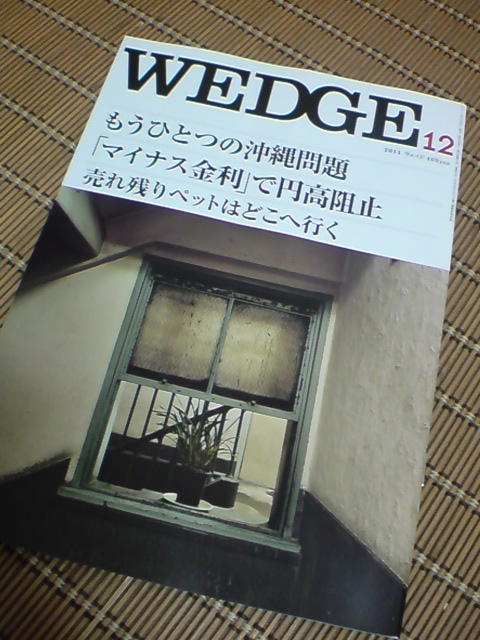 WEDGE
12
もうひとつの沖縄問題
「マイナス金利」で円高阻止
売れ残りペットはどこへ行く
2011